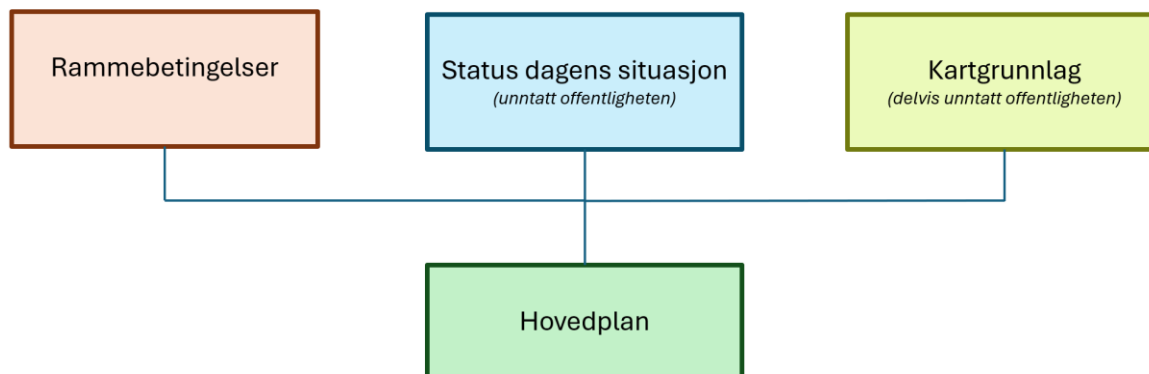 Rammebetingelser
Status dagens situasjon
(unntatt offentligheten)
Kartgrunnlag
(delvis unntatt offentligheten)
Hovedplan